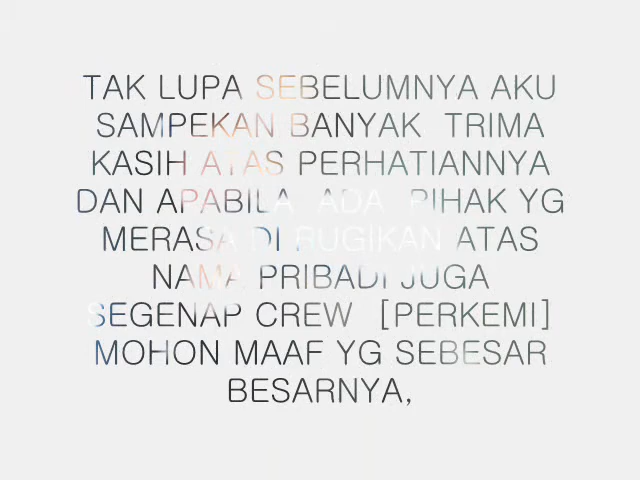 TAK LUPA SEBELUMNYA AKU
SAMPEKAN BANYAK TRIMA
KASIH ATAS PERHATIANNYA
DAN APABILA ADA PIHAK YG
MERASA DI RUGIKAN ATAS
NAMA PRIBADI JUGA
SEGENAP CREW [PERKEMI]
MOHON MAAF YG SEBESAR
BESARNYA,